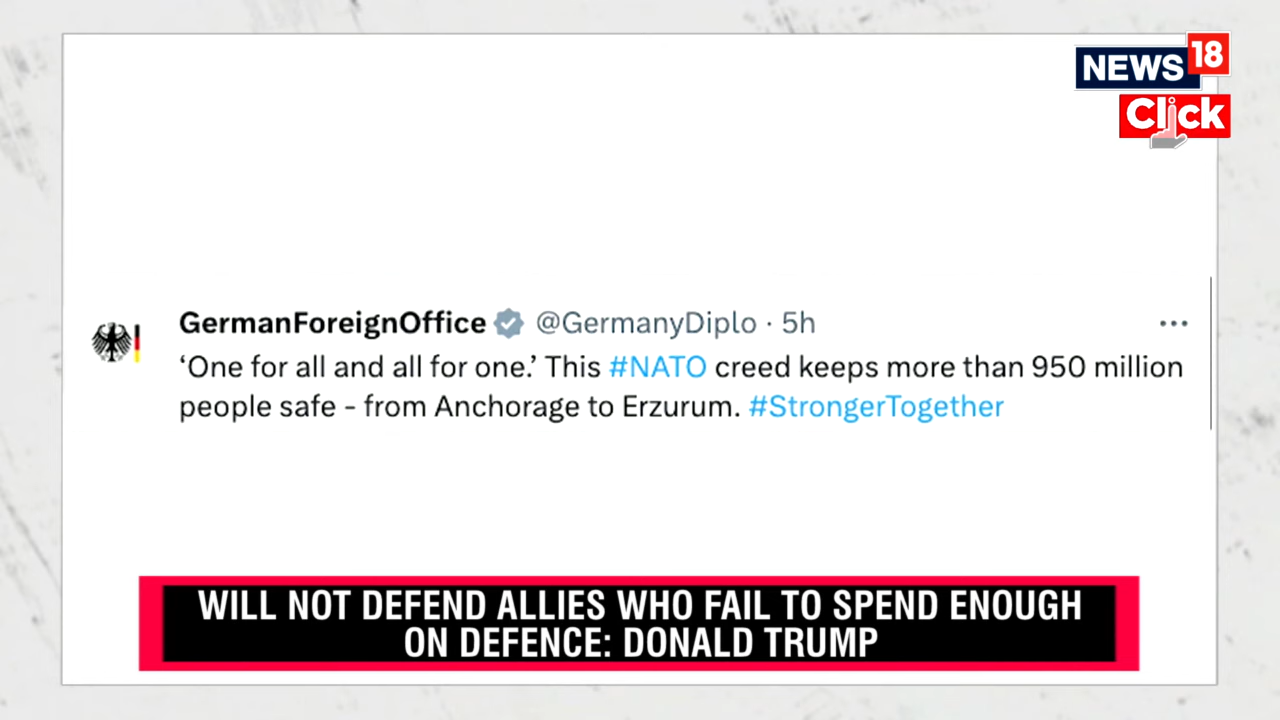 NEWS 18
Click
GermanForeignOffice @GermanyDiplo · 5h ...
‘One for all and all for one.’ This #NATO creed keeps more than 950 million
people safe - from Anchorage to Erzurum. #StrongerTogether
WILL NOT DEFEND ALLIES WHO FAIL TO SPEND ENOUGH
ON DEFENCE: DONALD TRUMP